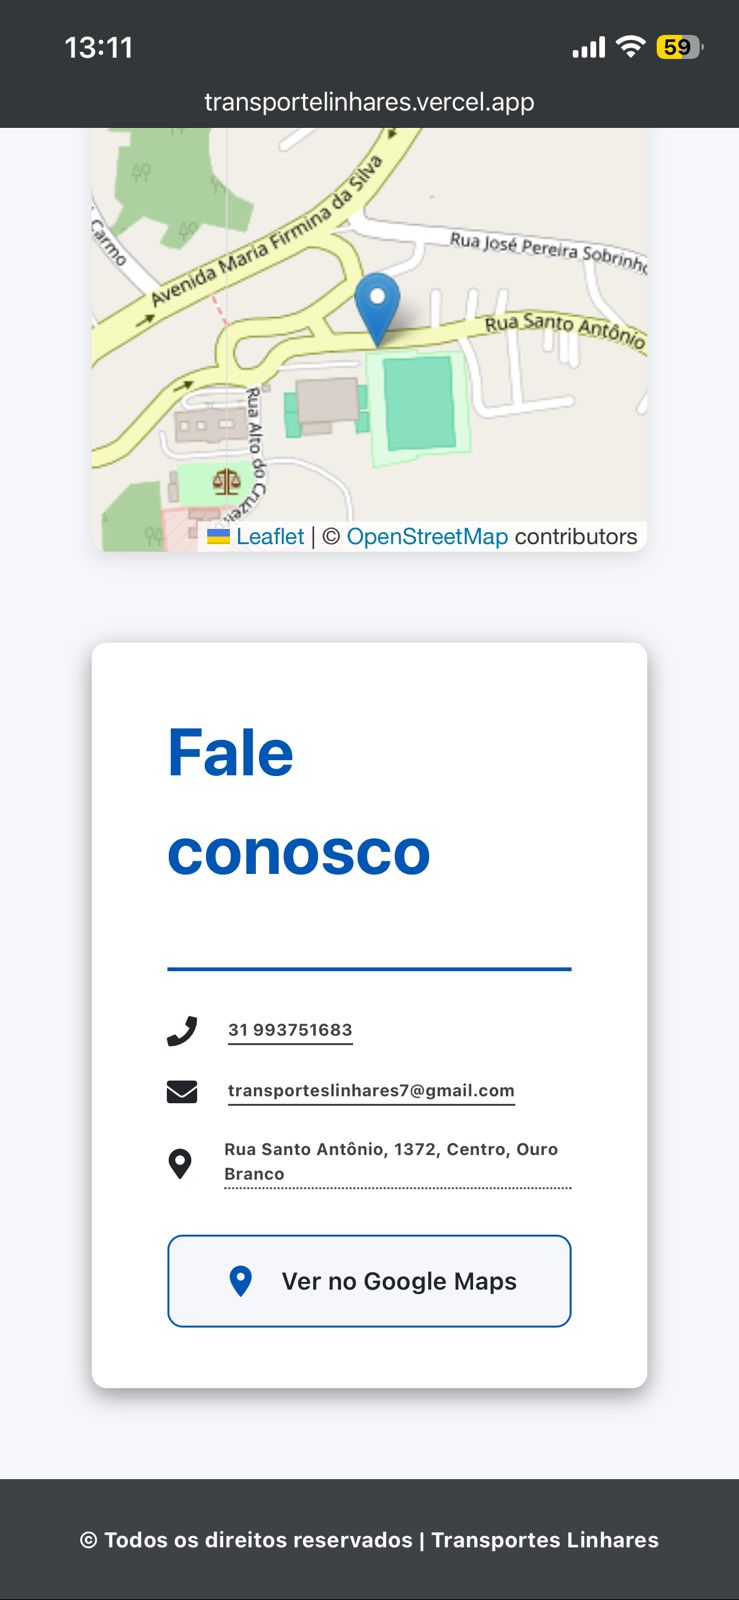 13:11
59
transportelinhares.vercel.app
Avenida Maria Firmina da Silva
Carmo
Rua José Pereira Sobrinho
Rua Santo Antônio
Rua Alto do Cruzei
Leaflet | © OpenStreetMap contributors
Fale
conosco
31 993751683
transporteslinhares7@gmail.com
Rua Santo Antônio, 1372, Centro, Ouro
Branco
Ver no Google Maps
© Todos os direitos reservados | Transportes Linhares